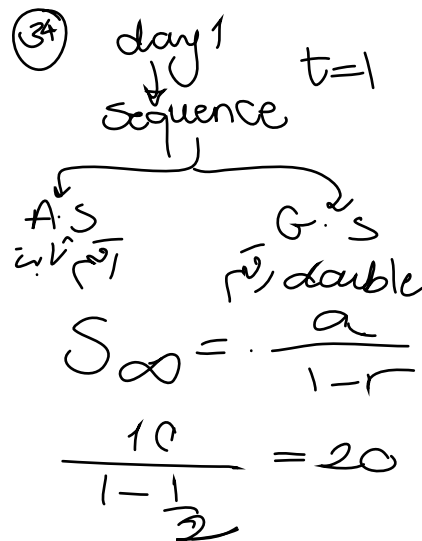 34 day 1
t=1
sequence
A.S G.S
double
S∞ = a/(1-r)
10/(1-1/2) = 20